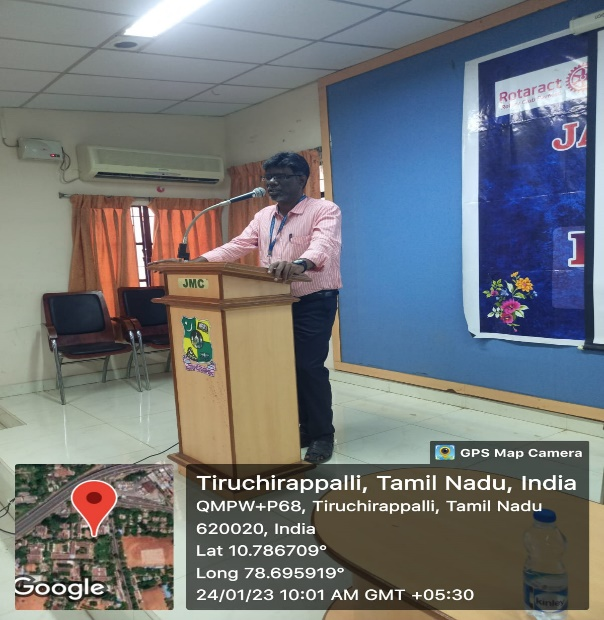 Rotaract
JA
JMC
GPS Map Camera
Tiruchirappalli, Tamil Nadu, India
QMPW+P68, Tiruchirappalli, Tamil Nadu
620020, India
Lat 10.786709°
Long 78.695919°
24/01/23 10:01 AM GMT +05:30
Google